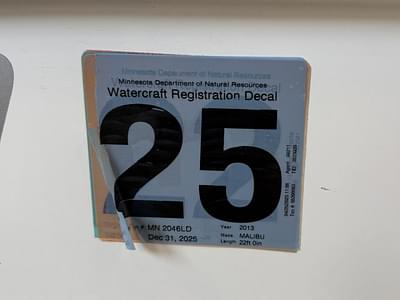 Minnesota Department of Natural Resources
Minnesota Department of Natural Resources
Watercraft Registration Decal
25
#: MN 2046LD
Dec 31, 2025
Year 2013
Make MALIBU
Length 22ft 0in